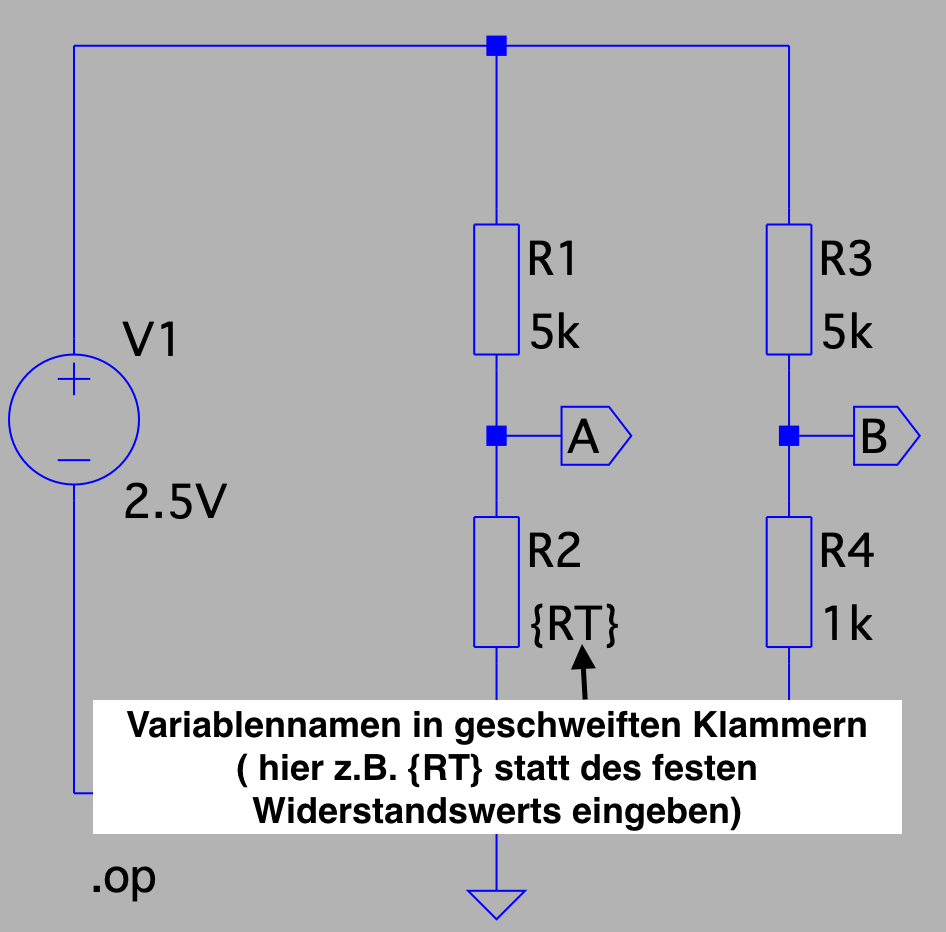 R1
5k
R3
5k
V1
2.5V
A
B
R2
{RT}
R4
1k
Variablennamen in geschweiften Klammern
( hier z.B. {RT} statt des festen
Widerstandswerts eingeben)
.op